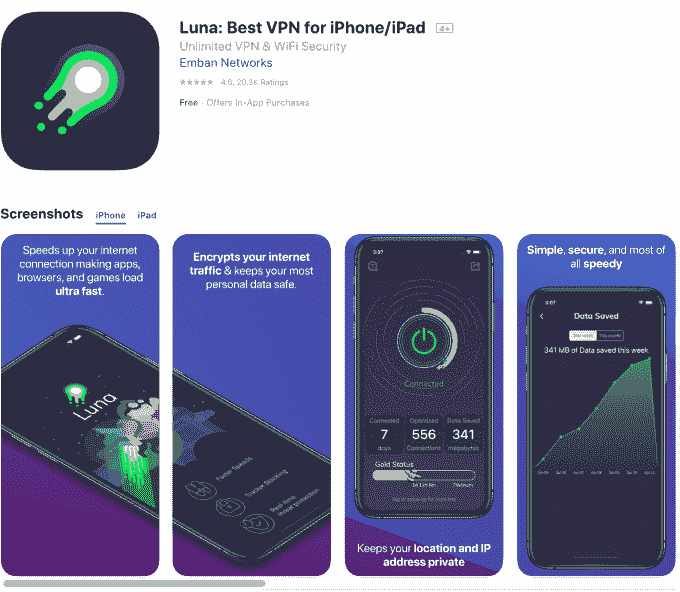 Luna: Best VPN for iPhone/iPad 4+
Unlimited VPN & WiFi Security
Emban Networks
★★★★★ 4.6, 20.3K Ratings
Free · Offers In-App Purchases
Screenshots iPhone iPad
Speeds up your internet
connection making apps,
browsers, and games load
ultra fast.
Luna
Encrypts your internet
traffic & keeps your most
personal data safe.
Faster Speeds
Tracker Blocking
Real-time
threat protection
5:07
Connected
Connected Optimized Data Saved
7 556 341
days Connections megabytes
Gold Status
Keeps your location and IP
address private
Simple, secure, and most of
all speedy
5:07
Data Saved
This week
341 MB of Data saved this week